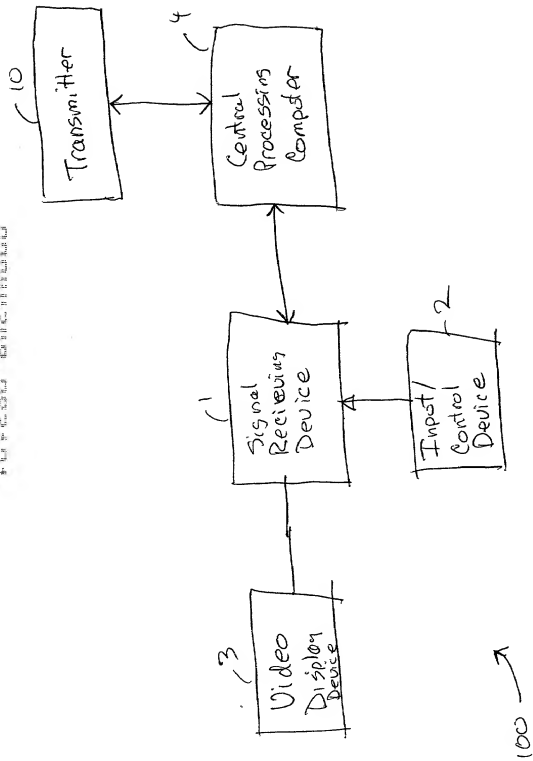 10
Transmitter
4
Central
Processing
Computer
1
Signal
Recieving
Device
2
Input/
Control
Device
3
Video
Display
Device
100